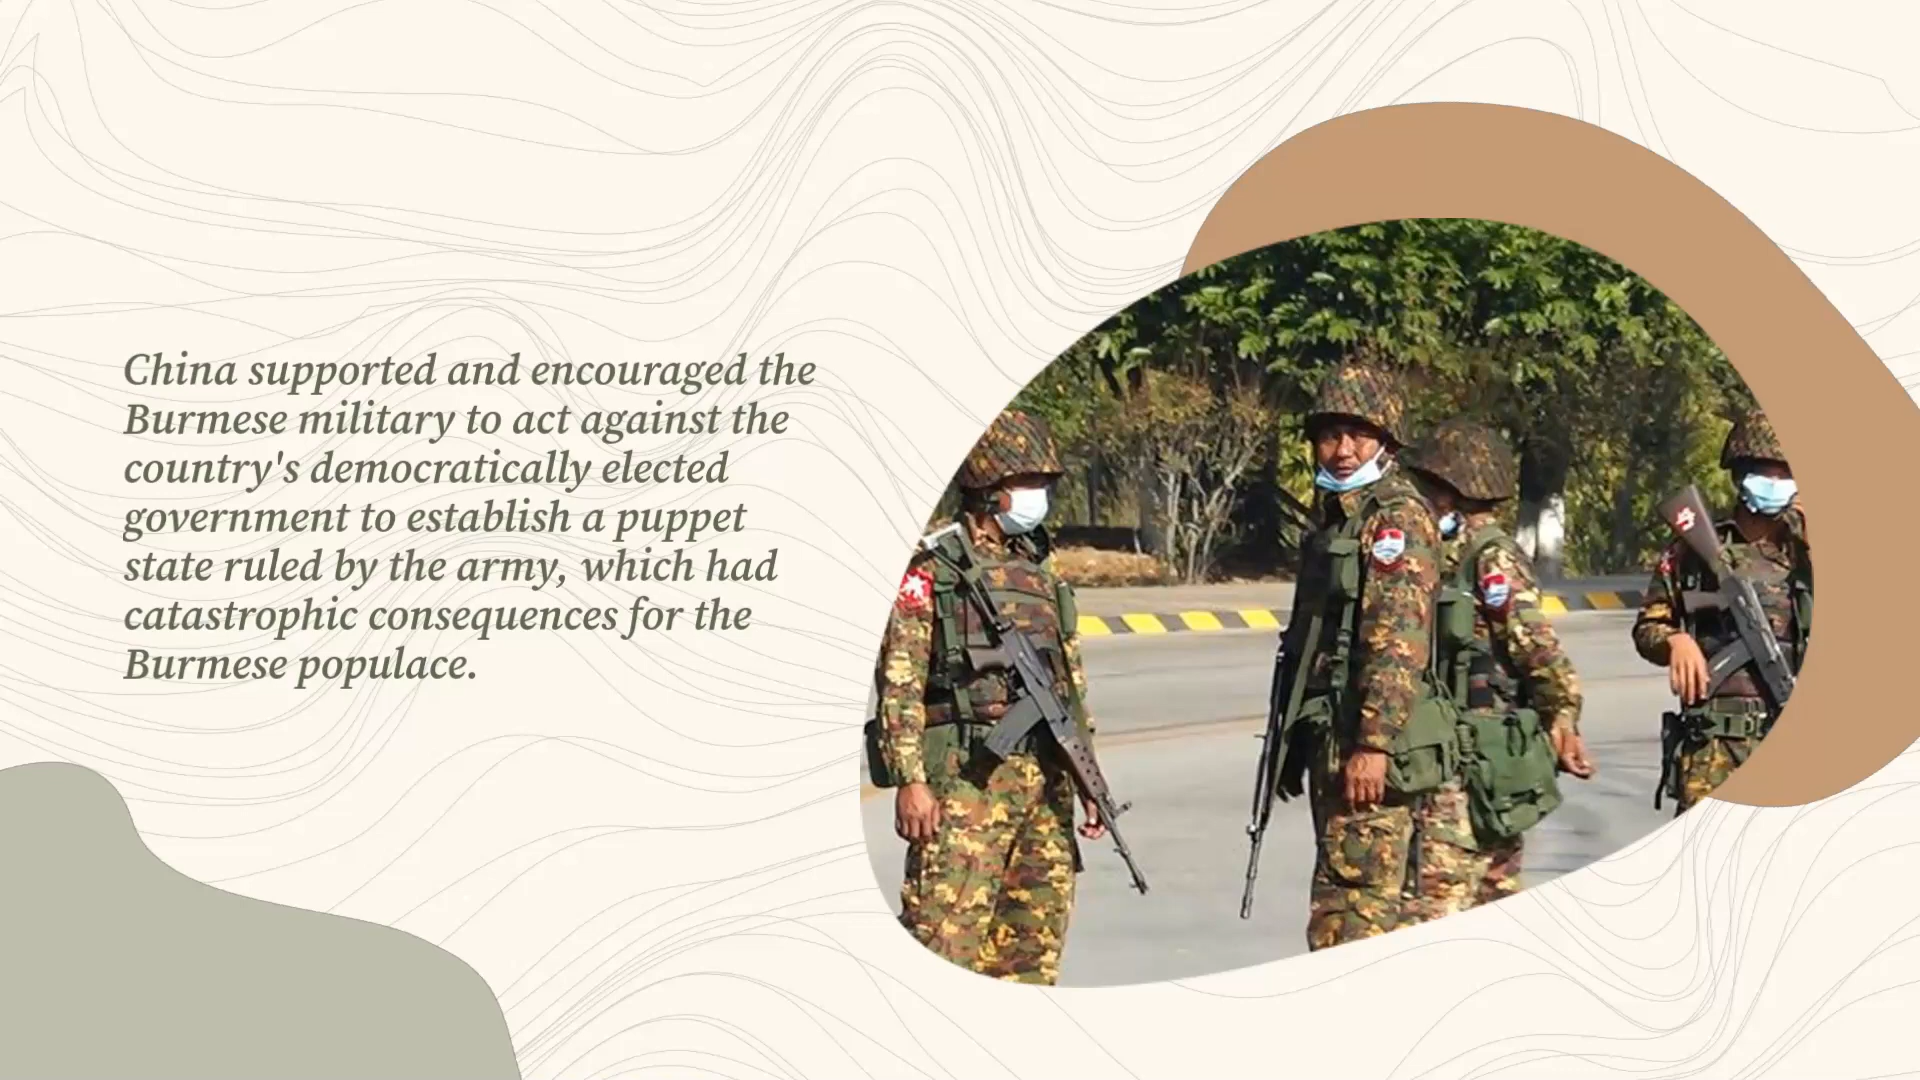 China supported and encouraged the
Burmese military to act against the
country's democratically elected
government to establish a puppet
state ruled by the army, which had
catastrophic consequences for the
Burmese populace.